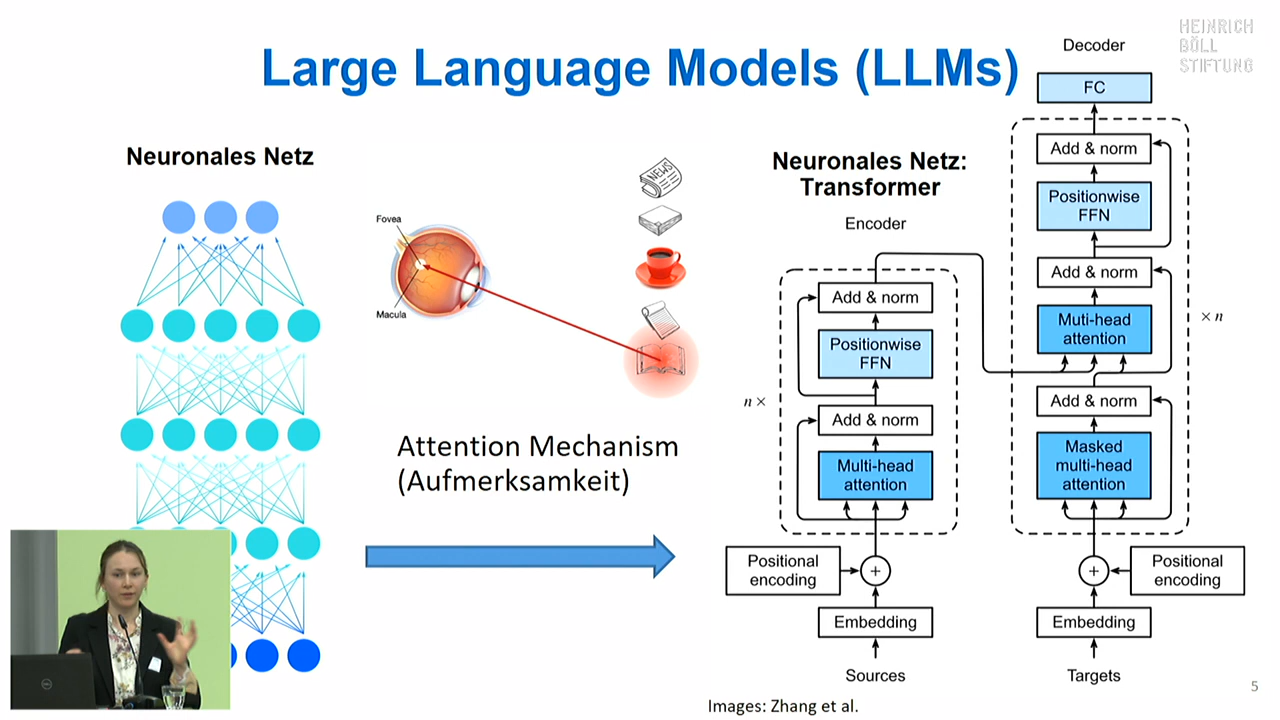 HEINRICH
BÖLL
STIFTUNG
Large Language Models (LLMs)
Neuronales Netz
Fovea
Macula
NEWS
Attention Mechanism
(Aufmerksamkeit)
Neuronales Netz:
Transformer
Encoder
Add & norm
Positionwise
FFN
Add & norm
Multi-head
attention
n ×
Positional
encoding
+
Embedding
Sources
Decoder
FC
Add & norm
Positionwise
FFN
Add & norm
Muti-head
attention
× n
Add & norm
Masked
multi-head
attention
+
Positional
encoding
Embedding
Targets
Images: Zhang et al.
5
DELL